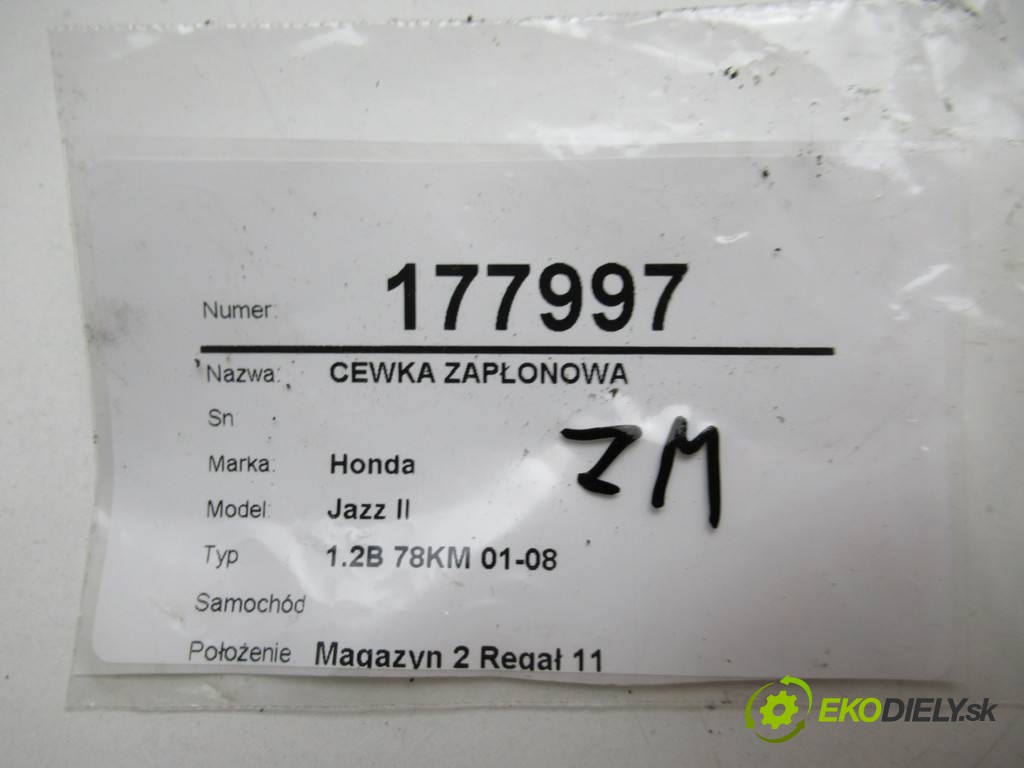 Numer: 177997
Nazwa: CEWKA ZAPŁONOWA
Sn
ZM
Marka: Honda
Model: Jazz II
Typ 1.2B 78KM 01-08
Samochód
Położenie Magazyn 2 Regał 11
EKODIELY.sk